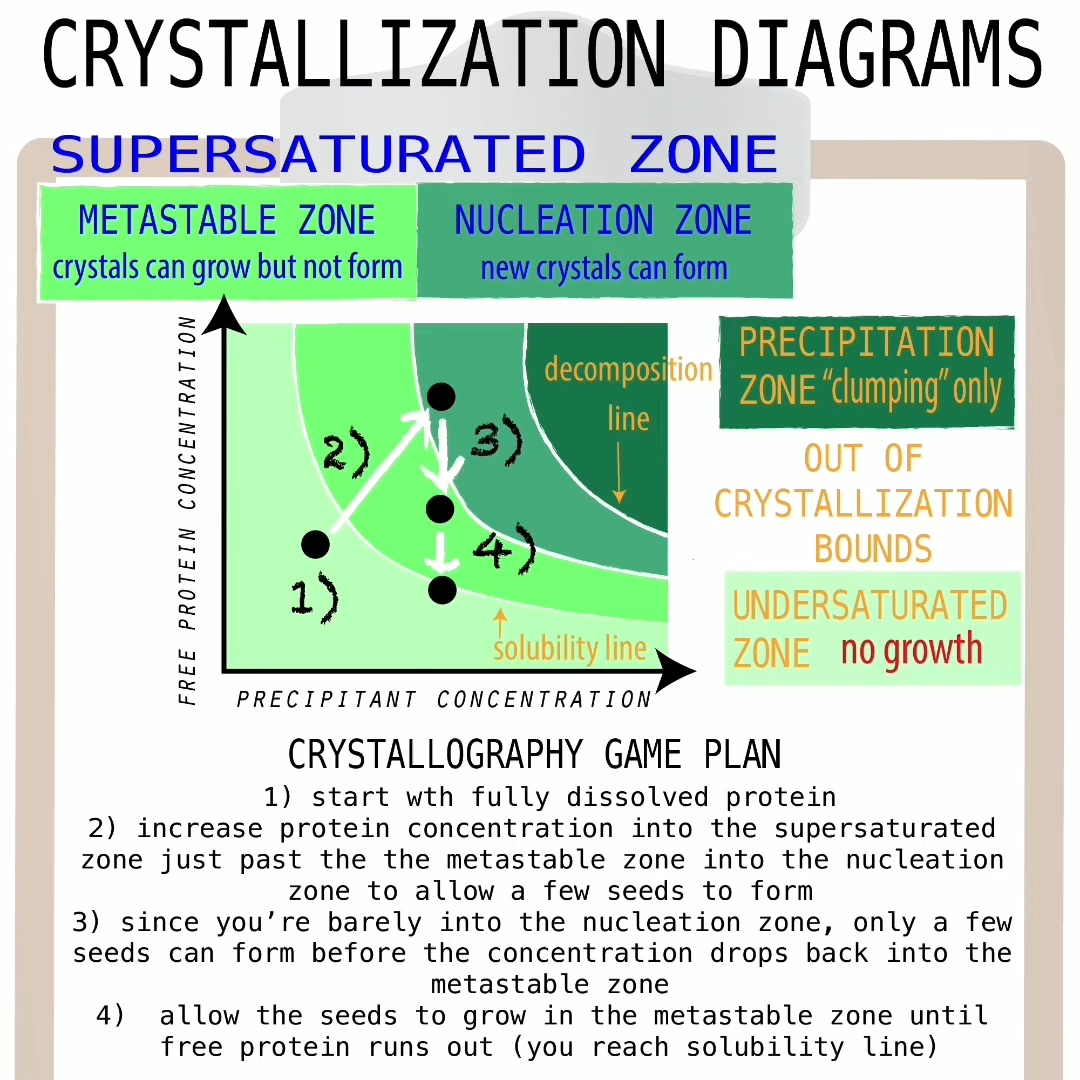 CRYSTALLIZATION DIAGRAMS
SUPERSATURATED ZONE
METASTABLE ZONE
crystals can grow but not form
NUCLEATION ZONE
new crystals can form
FREE PROTEIN CONCENTRATION
decomposition
line
PRECIPITATION
ZONE “clumping” only
2)
3)
OUT OF
CRYSTALLIZATION
BOUNDS
4)
1)
UNDERSATURATED
ZONE no growth
solubility line
PRECIPITANT CONCENTRATION
CRYSTALLOGRAPHY GAME PLAN
1) start wth fully dissolved protein
2) increase protein concentration into the supersaturated
zone just past the the metastable zone into the nucleation
zone to allow a few seeds to form
3) since you’re barely into the nucleation zone, only a few
seeds can form before the concentration drops back into the
metastable zone
4) allow the seeds to grow in the metastable zone until
free protein runs out (you reach solubility line)